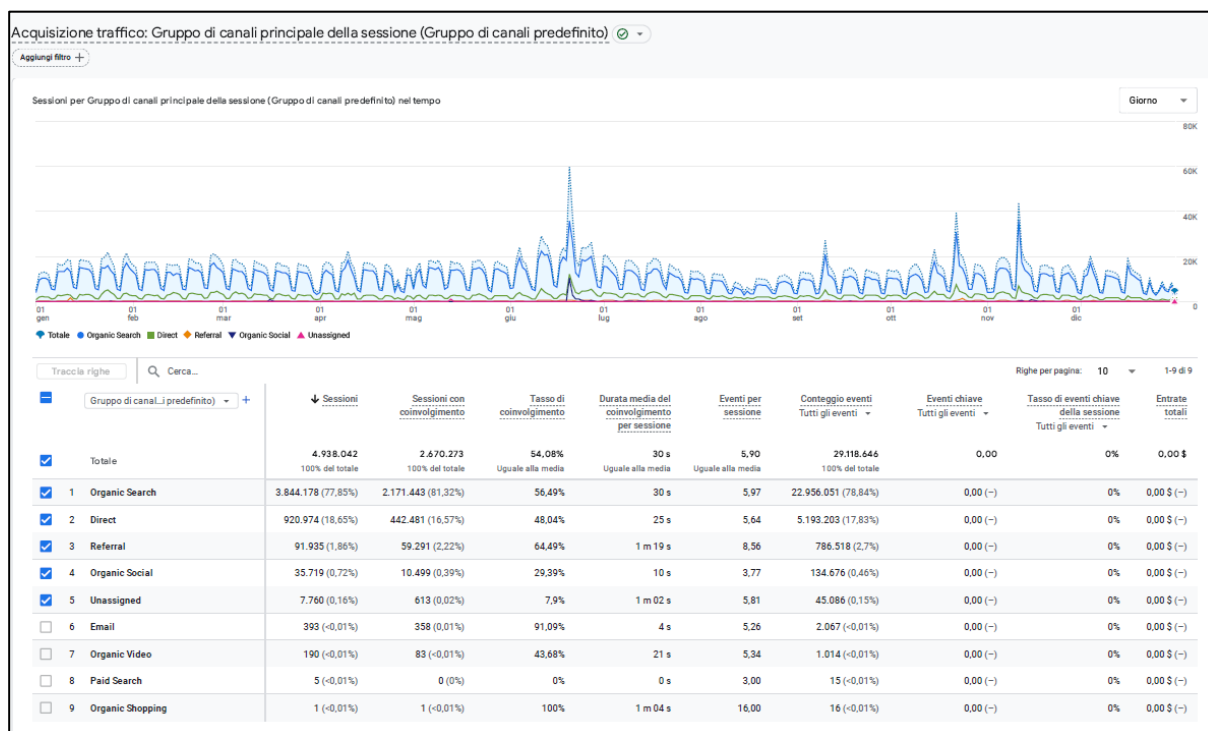 Acquisizione traffico: Gruppo di canali principale della sessione (Gruppo di canali predefinito)
Aggiungi filtro +
Sessioni per Gruppo di canali principale della sessione (Gruppo di canali predefinito) nel tempo
Giorno
80K
60K
40K
20K
0
01 gen
01 feb
01 mar
01 apr
01 mag
01 giu
01 lug
01 ago
01 set
01 ott
01 nov
01 dic
Totale Organic Search Direct Referral Organic Social Unassigned
Traccia righe Cerca... Righe per pagina: 10 1-9 di 9
Gruppo di canal...i predefinito) + ↓ Sessioni Sessioni con coinvolgimento Tasso di coinvolgimento Durata media del coinvolgimento per sessione Eventi per sessione Conteggio eventi Tutti gli eventi Eventi chiave Tutti gli eventi Tasso di eventi chiave della sessione Tutti gli eventi Entrate totali
Totale 4.938.042 2.670.273 54,08% 30 s 5,90 29.118.646 0,00 0% 0,00 $
100% del totale 100% del totale Uguale alla media Uguale alla media Uguale alla media 100% del totale
1 Organic Search 3.844.178 (77,85%) 2.171.443 (81,32%) 56,49% 30 s 5,97 22.956.051 (78,84%) 0,00 (–) 0% 0,00 $ (–)
2 Direct 920.974 (18,65%) 442.481 (16,57%) 48,04% 25 s 5,64 5.193.203 (17,83%) 0,00 (–) 0% 0,00 $ (–)
3 Referral 91.935 (1,86%) 59.291 (2,22%) 64,49% 1 m 19 s 8,56 786.518 (2,7%) 0,00 (–) 0% 0,00 $ (–)
4 Organic Social 35.719 (0,72%) 10.499 (0,39%) 29,39% 10 s 3,77 134.676 (0,46%) 0,00 (–) 0% 0,00 $ (–)
5 Unassigned 7.760 (0,16%) 613 (0,02%) 7,9% 1 m 02 s 5,81 45.086 (0,15%) 0,00 (–) 0% 0,00 $ (–)
6 Email 393 (<0,01%) 358 (0,01%) 91,09% 4 s 5,26 2.067 (<0,01%) 0,00 (–) 0% 0,00 $ (–)
7 Organic Video 190 (<0,01%) 83 (<0,01%) 43,68% 21 s 5,34 1.014 (<0,01%) 0,00 (–) 0% 0,00 $ (–)
8 Paid Search 5 (<0,01%) 0 (0%) 0% 0 s 3,00 15 (<0,01%) 0,00 (–) 0% 0,00 $ (–)
9 Organic Shopping 1 (<0,01%) 1 (<0,01%) 100% 1 m 04 s 16,00 16 (<0,01%) 0,00 (–) 0% 0,00 $ (–)